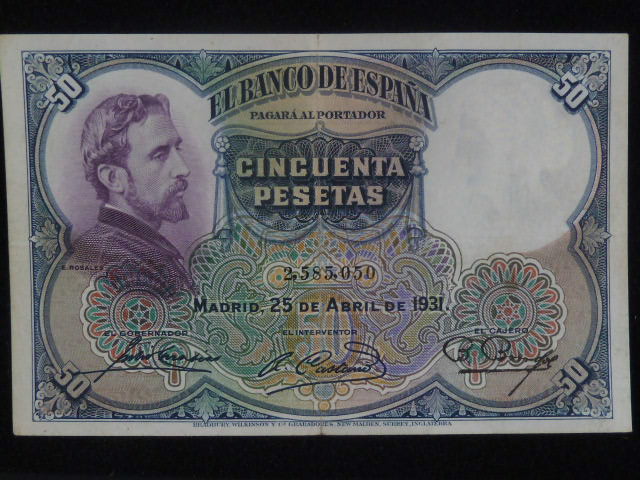 50 50
EL BANCO DE ESPAÑA
PAGARÁ AL PORTADOR
CINCUENTA
PESETAS
E. ROSALES
2,585,050
MADRID, 25 DE ABRIL DE 1931.
EL GOBERNADOR EL INTERVENTOR EL CAJERO
50 50
BRADBURY, WILKINSON Y Cª GRABADORES, NEW MALDEN, SURREY, INGLATERRA